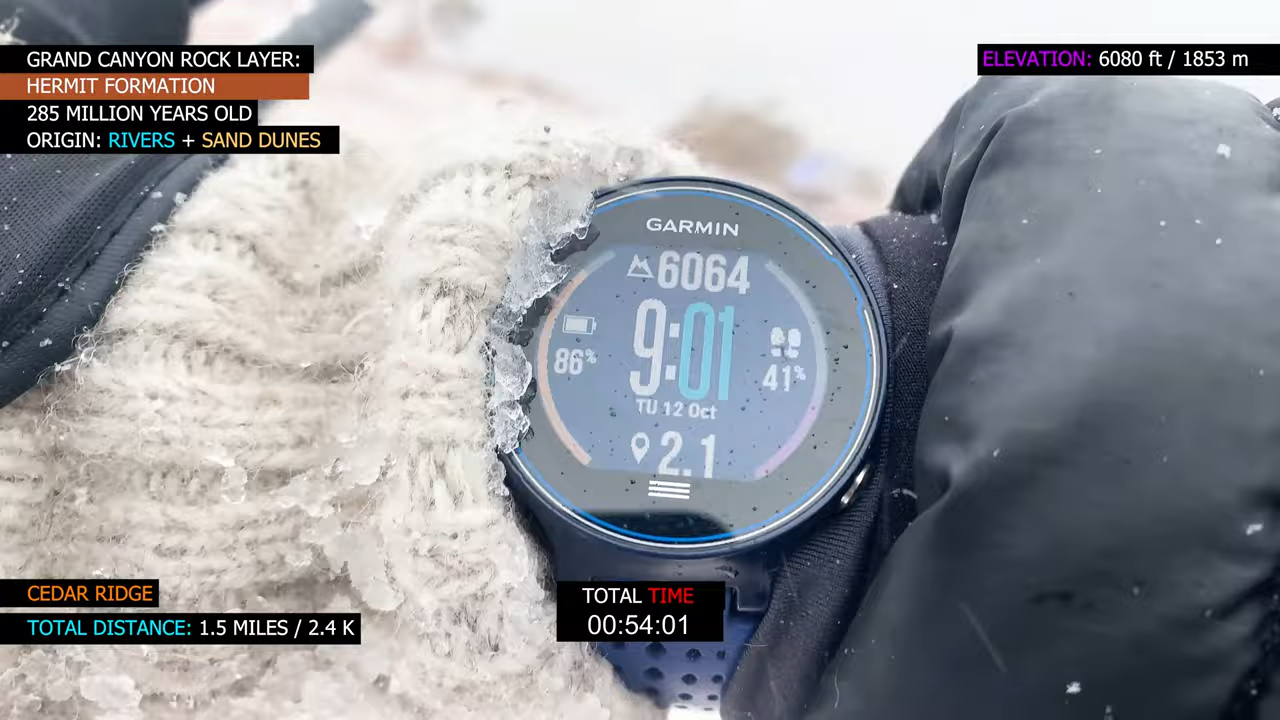 GRAND CANYON ROCK LAYER:
HERMIT FORMATION
285 MILLION YEARS OLD
ORIGIN: RIVERS + SAND DUNES
ELEVATION: 6080 ft / 1853 m
GARMIN
6064
9:01
86%
41%
TU 12 Oct
2.1
CEDAR RIDGE
TOTAL DISTANCE: 1.5 MILES / 2.4 K
TOTAL TIME
00:54:01